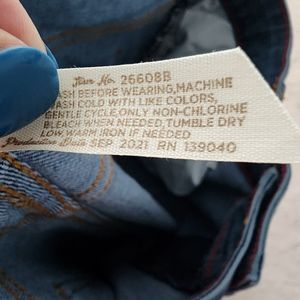 Item No. 26608B
WASH BEFORE WEARING,MACHINE
WASH COLD WITH LIKE COLORS,
GENTLE CYCLE,ONLY NON-CHLORINE
BLEACH WHEN NEEDED,TUMBLE DRY
LOW,WARM IRON IF NEEDED
Production Date SEP 2021 RN 139040